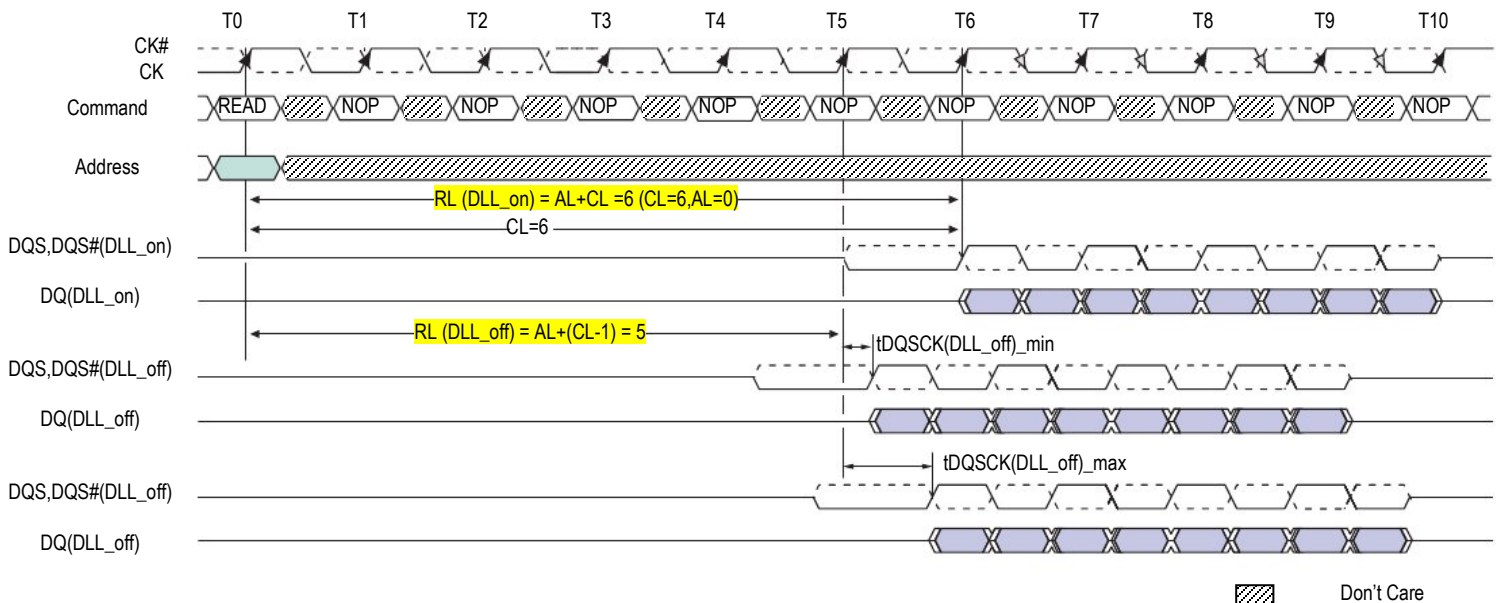 T0 T1 T2 T3 T4 T5 T6 T7 T8 T9 T10
CK#
CK
Command READ NOP NOP NOP NOP NOP NOP NOP NOP NOP NOP
Address
RL (DLL_on) = AL+CL =6 (CL=6,AL=0)
CL=6
DQS,DQS#(DLL_on)
DQ(DLL_on)
RL (DLL_off) = AL+(CL-1) = 5
tDQSCK(DLL_off)_min
DQS,DQS#(DLL_off)
DQ(DLL_off)
tDQSCK(DLL_off)_max
DQS,DQS#(DLL_off)
DQ(DLL_off)
Don't Care